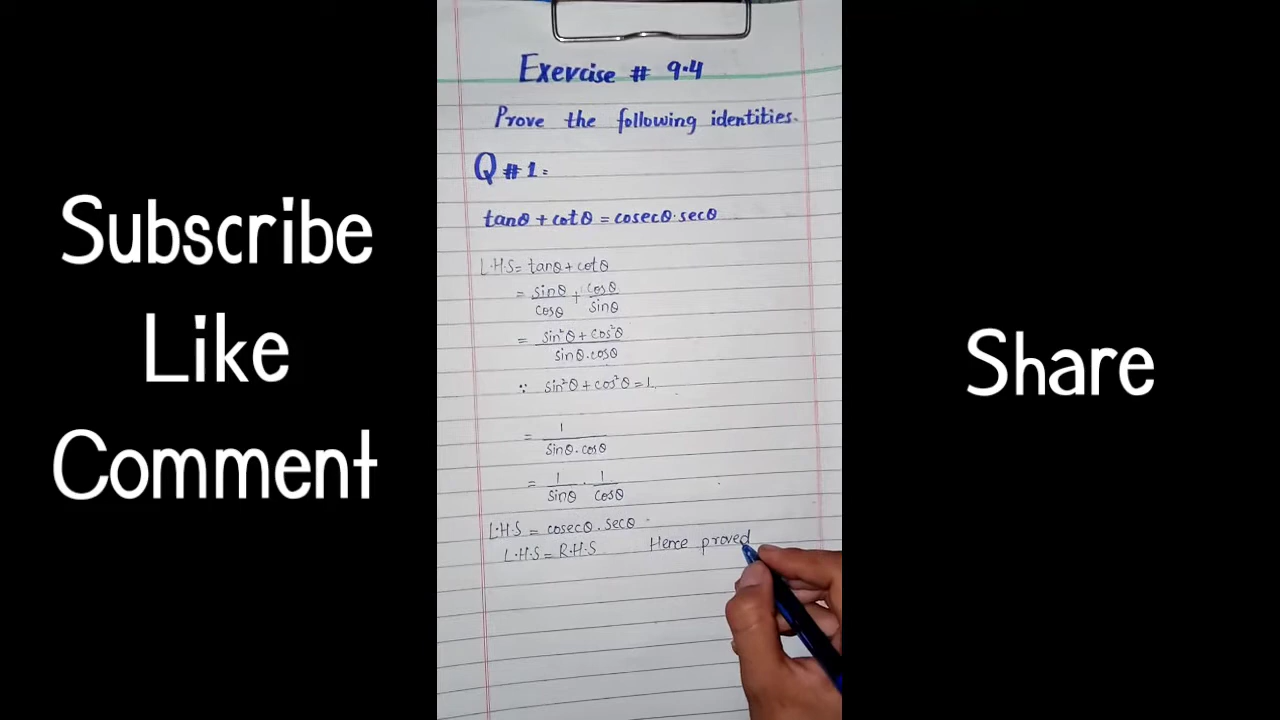 Subscribe
Like
Comment
Exercise # 9.4
Prove the following identities.
Q # 1:
tanθ + cotθ = cosecθ·secθ
L.H.S = tanθ + cotθ
= sinθ/cosθ + cosθ/sinθ
= sin²θ + cos²θ / sinθ.cosθ
∵ sin²θ + cos²θ = 1.
= 1/sinθ.cosθ
= 1/sinθ . 1/cosθ
L.H.S = cosecθ . secθ
L.H.S = R.H.S Hence proved
Share